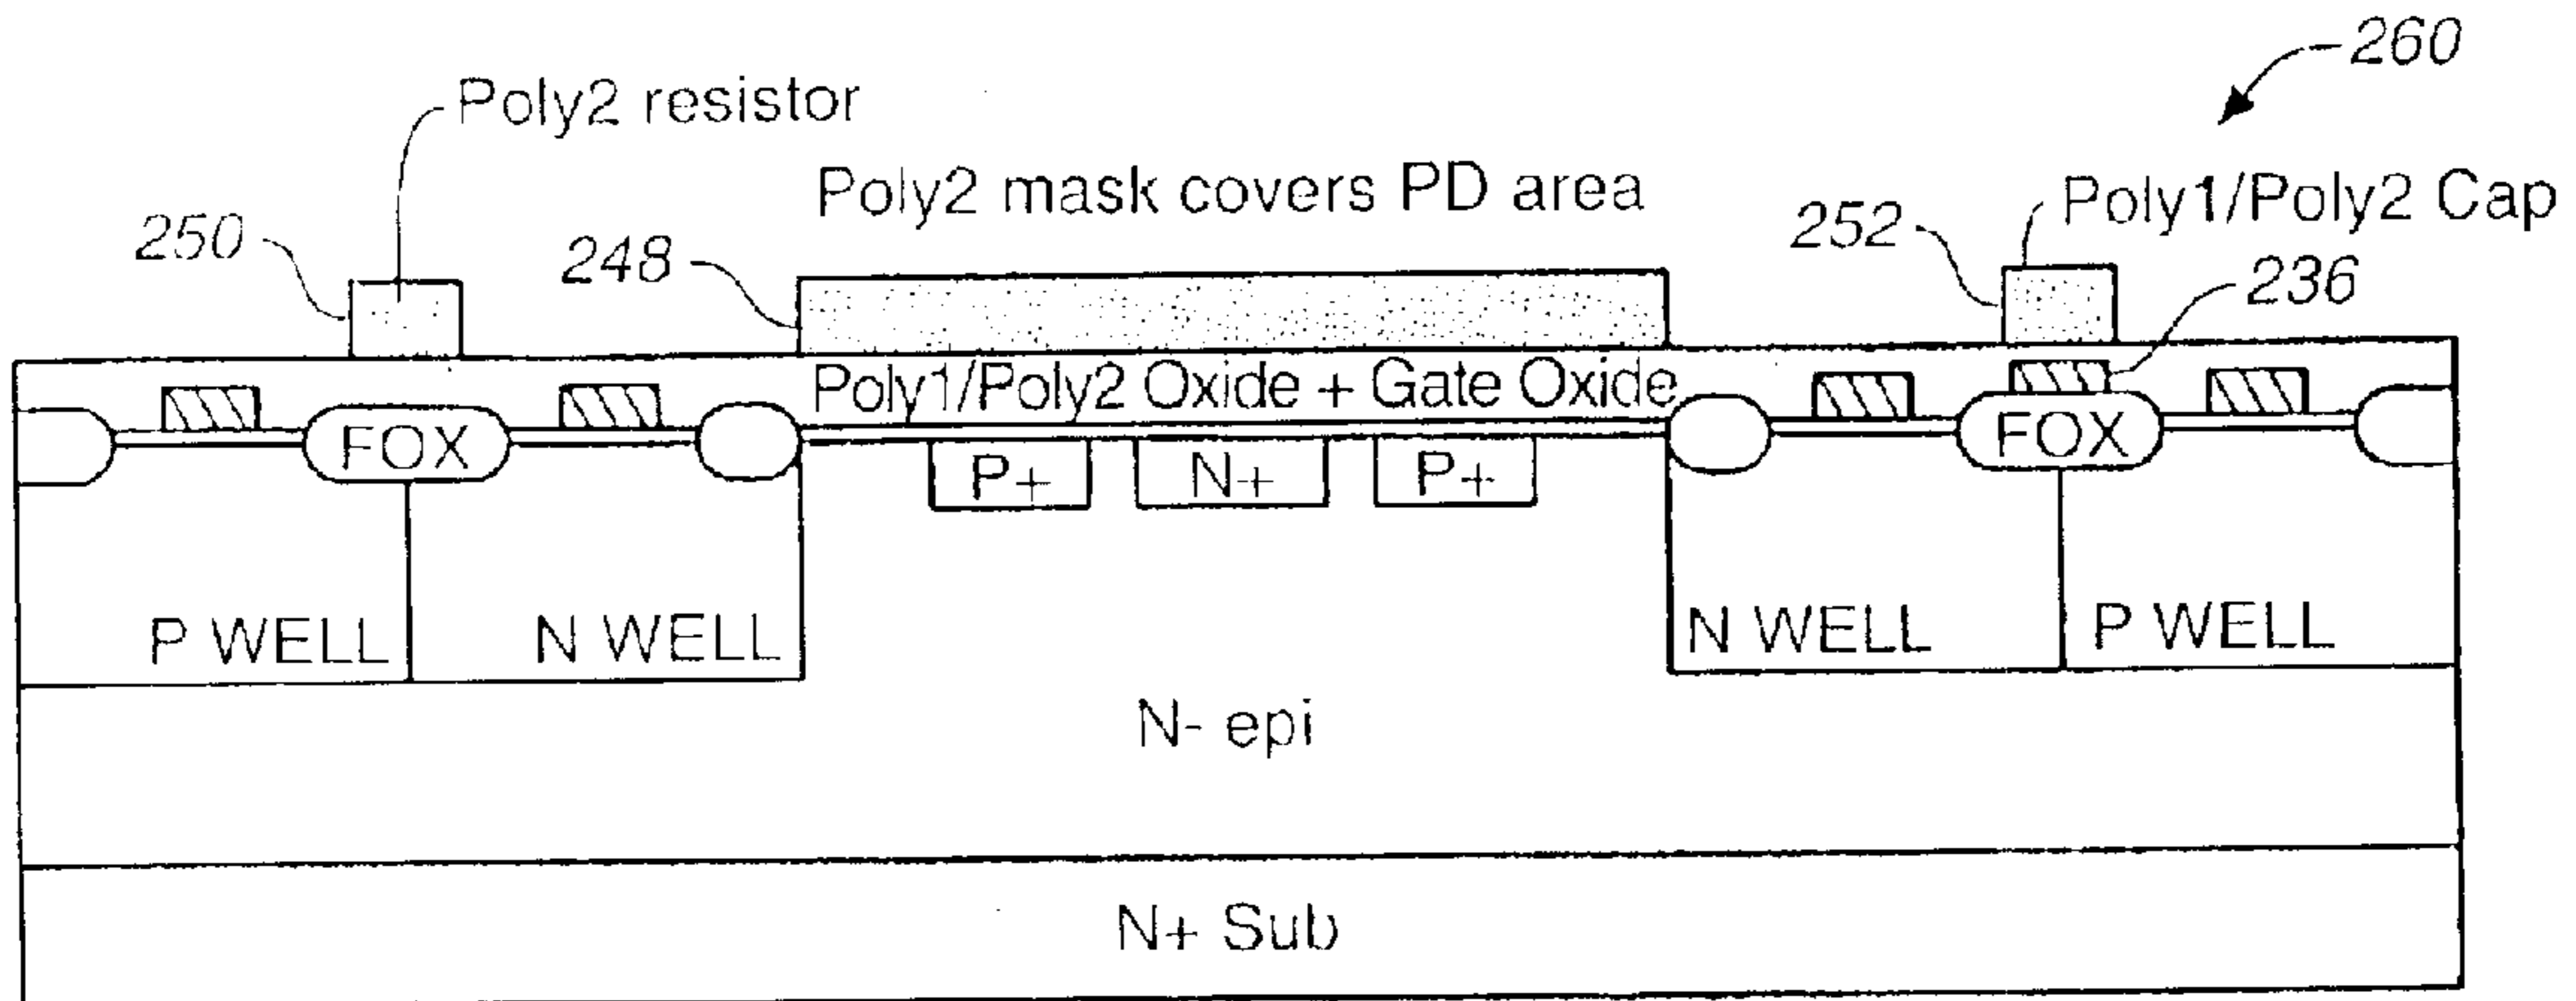 260
Poly2 resistor
Poly2 mask covers PD area
Poly1/Poly2 Cap
250
248
252
236
Poly1/Poly2 Oxide + Gate Oxide
FOX
FOX
P+
N+
P+
P WELL
N WELL
N WELL
P WELL
N- epi
N+ Sub